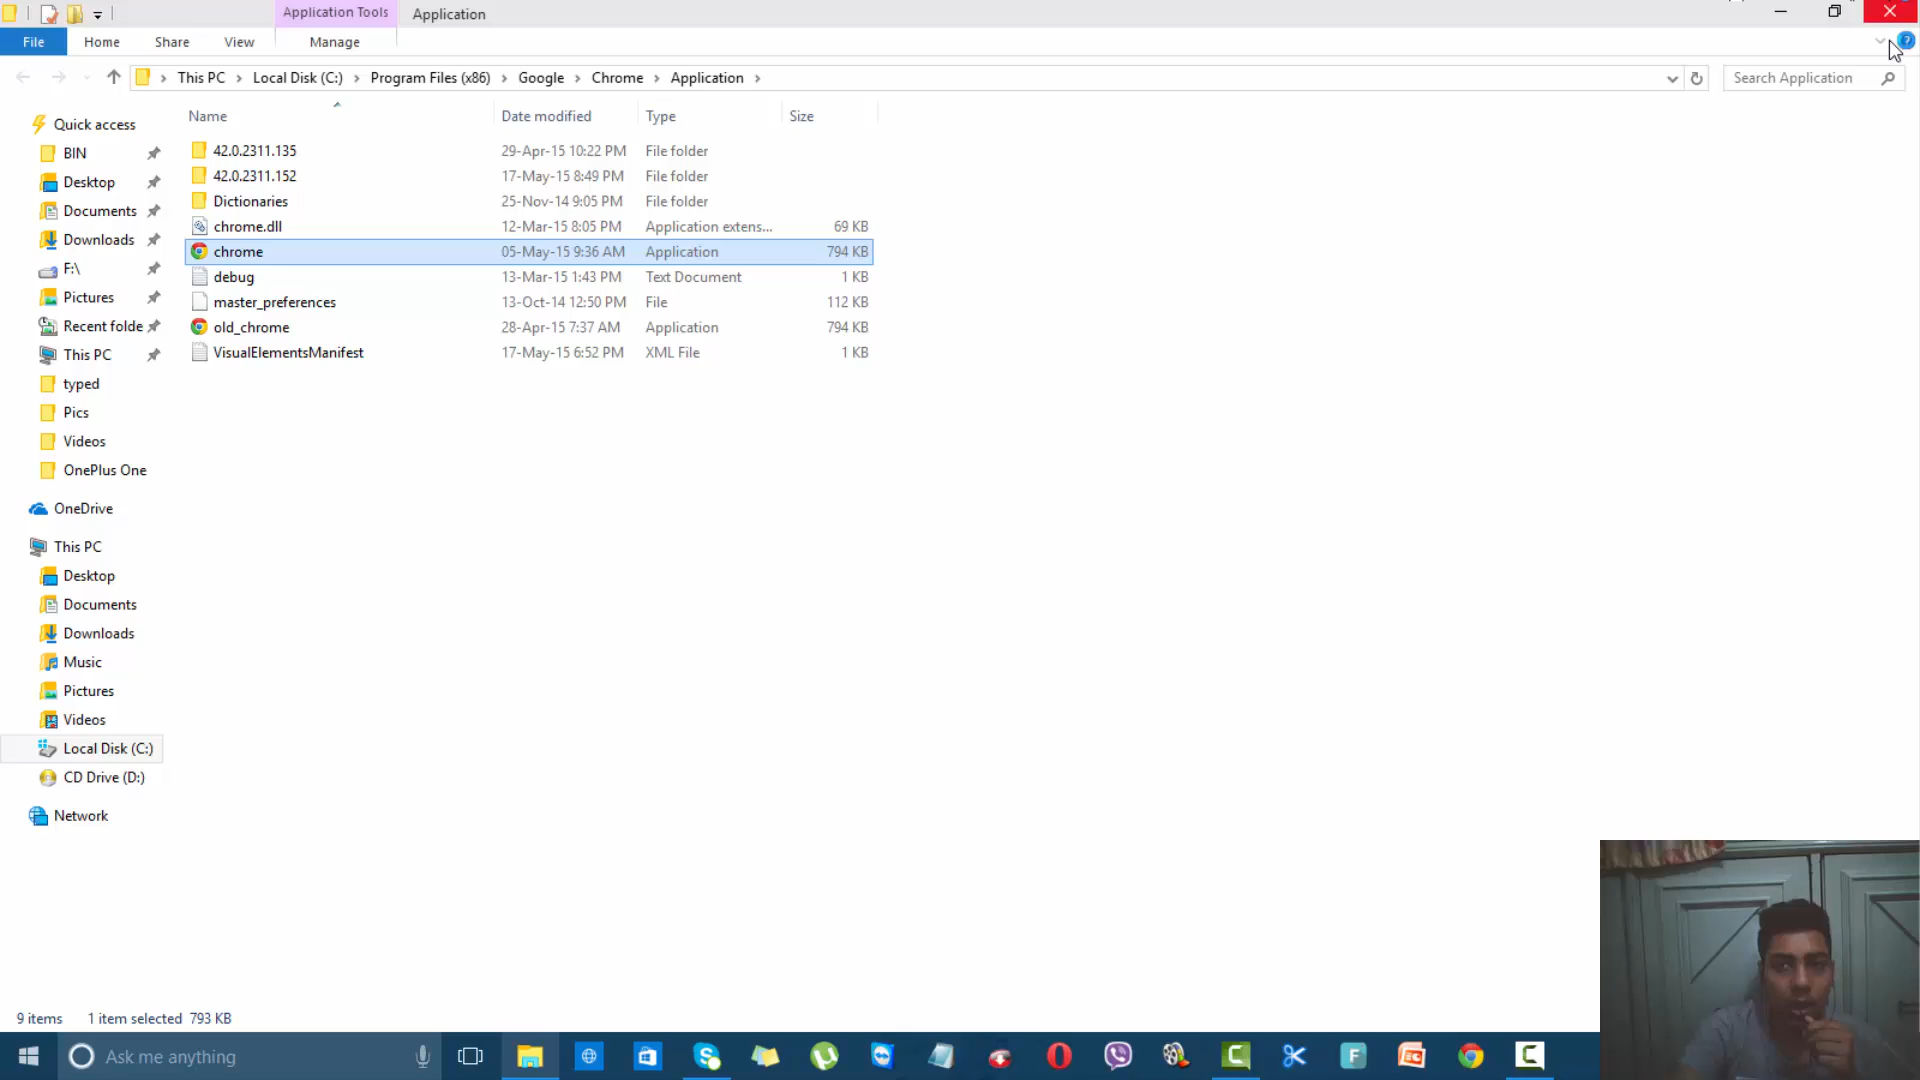 Application Tools
Application
File
Home
Share
View
Manage
This PC
Local Disk (C:)
Program Files (x86)
Google
Chrome
Application
Search Application
Name
Date modified
Type
Size
Quick access
BIN
Desktop
Documents
Downloads
F:\
Pictures
Recent folde
This PC
typed
Pics
Videos
OnePlus One
OneDrive
This PC
Desktop
Documents
Downloads
Music
Pictures
Videos
Local Disk (C:)
CD Drive (D:)
Network
42.0.2311.135 29-Apr-15 10:22 PM File folder
42.0.2311.152 17-May-15 8:49 PM File folder
Dictionaries 25-Nov-14 9:05 PM File folder
chrome.dll 12-Mar-15 8:05 PM Application extens... 69 KB
chrome 05-May-15 9:36 AM Application 794 KB
debug 13-Mar-15 1:43 PM Text Document 1 KB
master_preferences 13-Oct-14 12:50 PM File 112 KB
old_chrome 28-Apr-15 7:37 AM Application 794 KB
VisualElementsManifest 17-May-15 6:52 PM XML File 1 KB
9 items 1 item selected 793 KB
Ask me anything